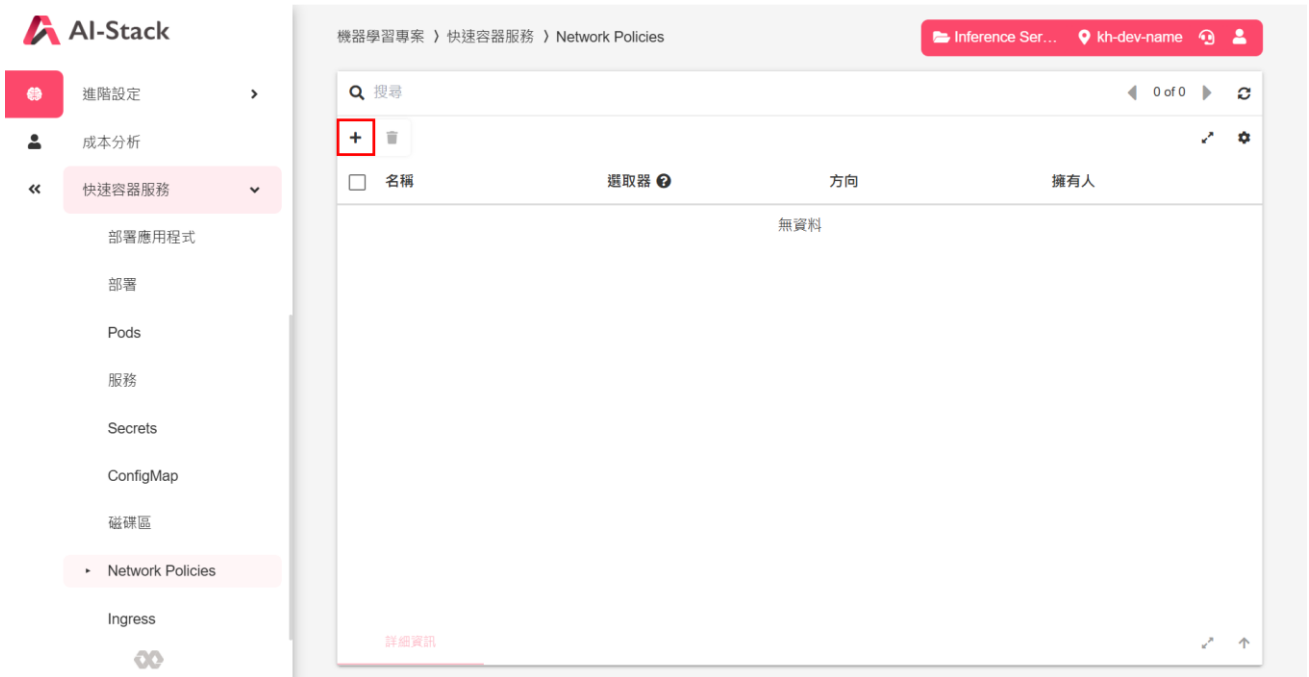 AI-Stack
機器學習專案 ❭ 快速容器服務 ❭ Network Policies
Inference Ser...
kh-dev-name
進階設定
成本分析
快速容器服務
部署應用程式
部署
Pods
服務
Secrets
ConfigMap
磁碟區
Network Policies
Ingress
搜尋
0 of 0
名稱 選取器 方向 擁有人
無資料
詳細資訊